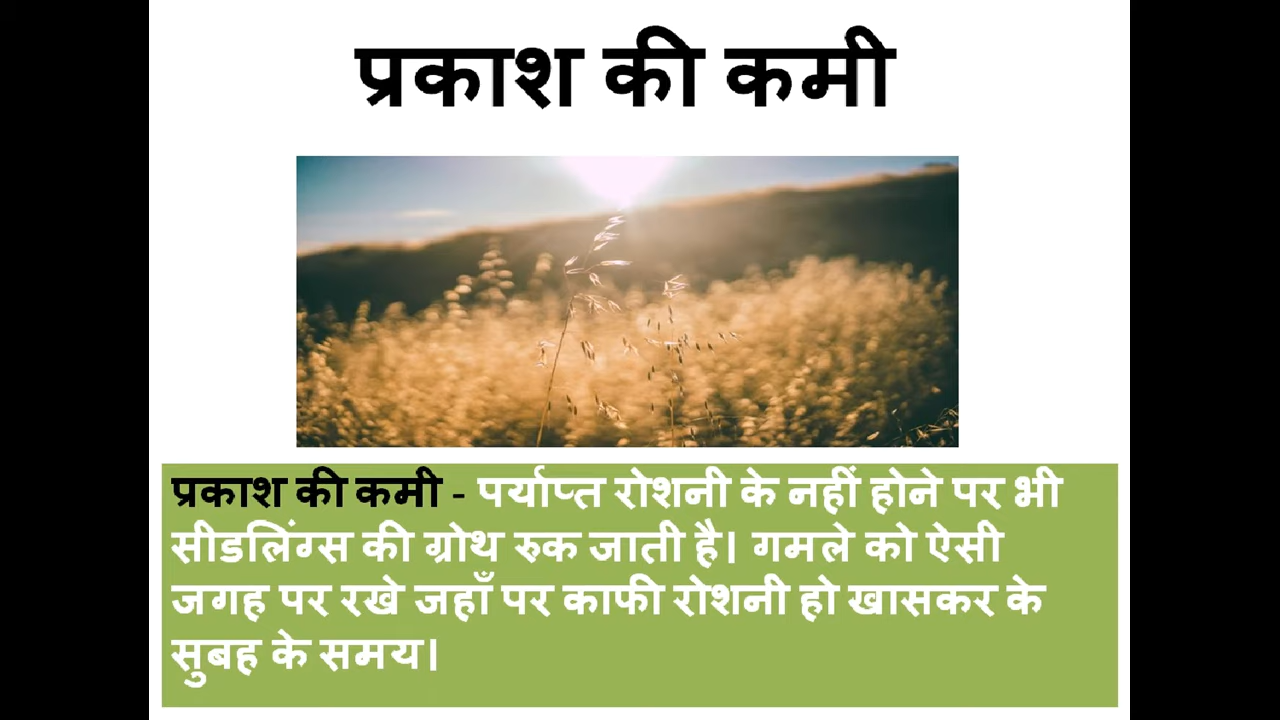 प्रकाश की कमी
प्रकाश की कमी - पर्याप्त रोशनी के नहीं होने पर भी
सीडलिंग्स की ग्रोथ रुक जाती है। गमले को ऐसी
जगह पर रखे जहाँ पर काफी रोशनी हो खासकर के
सुबह के समय।